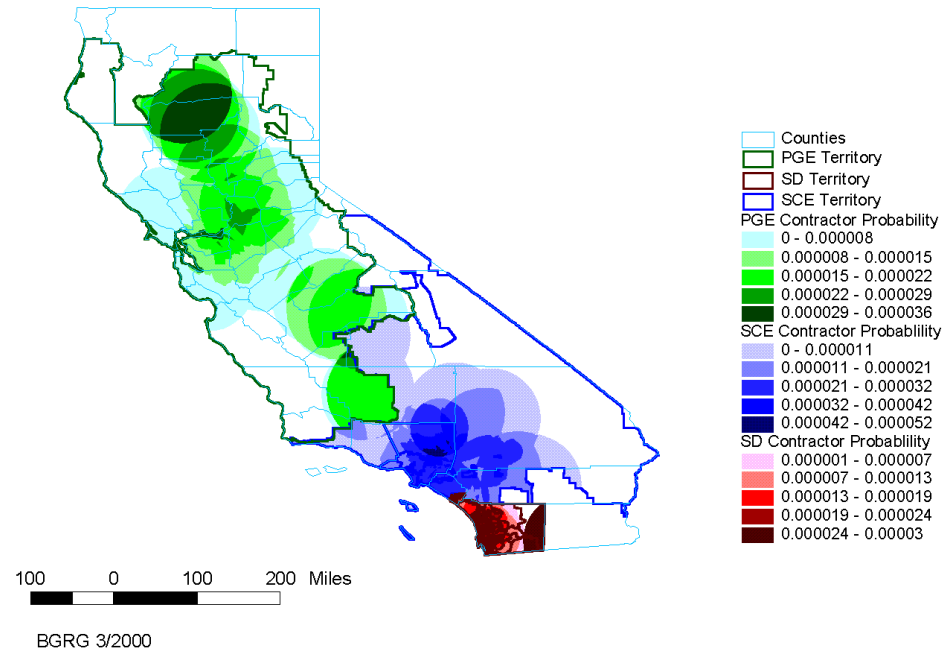 Counties
PGE Territory
SD Territory
SCE Territory
PGE Contractor Probability
0 - 0.000008
0.000008 - 0.000015
0.000015 - 0.000022
0.000022 - 0.000029
0.000029 - 0.000036
SCE Contractor Probablility
0 - 0.000011
0.000011 - 0.000021
0.000021 - 0.000032
0.000032 - 0.000042
0.000042 - 0.000052
SD Contractor Probablility
0.000001 - 0.000007
0.000007 - 0.000013
0.000013 - 0.000019
0.000019 - 0.000024
0.000024 - 0.00003
100 0 100 200 Miles
BGRG 3/2000